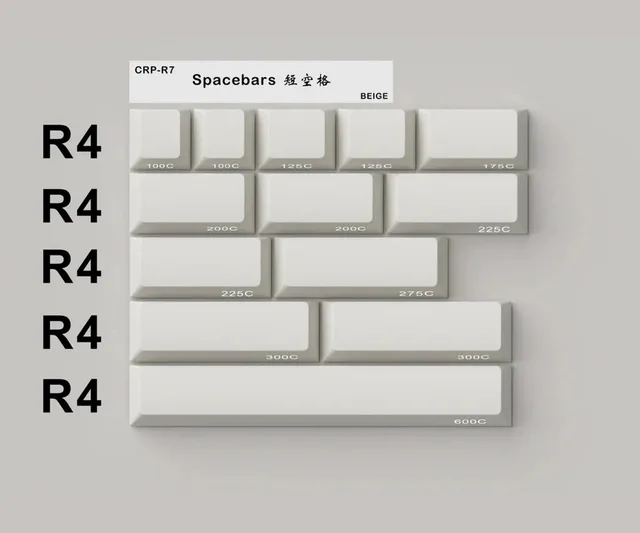 CRP-R7
Spacebars 短空格
BEIGE
R4 100C 100C 125C 125C 175C
R4 200C 200C 225C
R4 225C 275C
R4 300C 300C
R4 600C